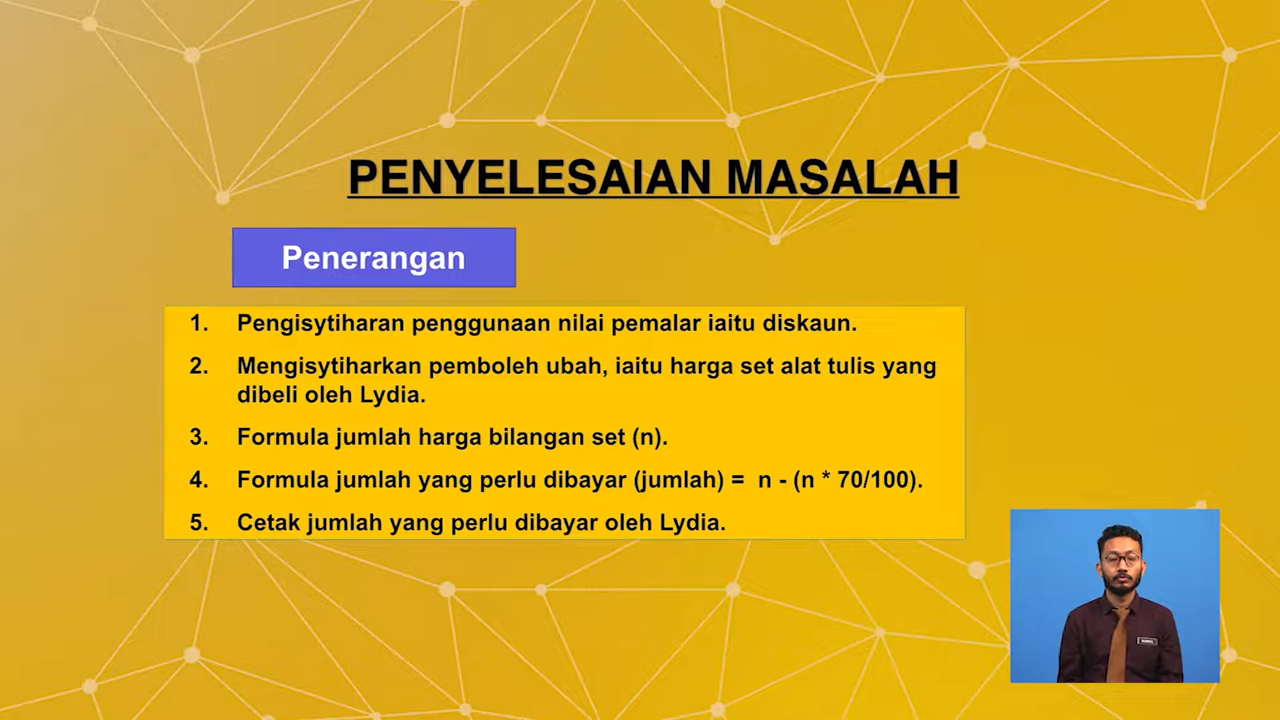 PENYELESAIAN MASALAH
Penerangan
1. Pengisytiharan penggunaan nilai pemalar iaitu diskaun.
2. Mengisytiharkan pemboleh ubah, iaitu harga set alat tulis yang
dibeli oleh Lydia.
3. Formula jumlah harga bilangan set (n).
4. Formula jumlah yang perlu dibayar (jumlah) = n - (n * 70/100).
5. Cetak jumlah yang perlu dibayar oleh Lydia.